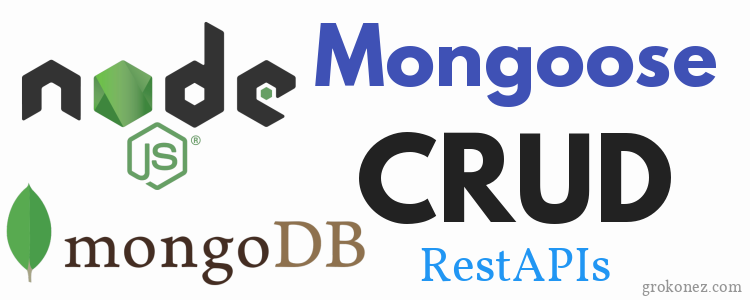 node
JS®
mongoDB
Mongoose
CRUD
RestAPIs
grokonez.com